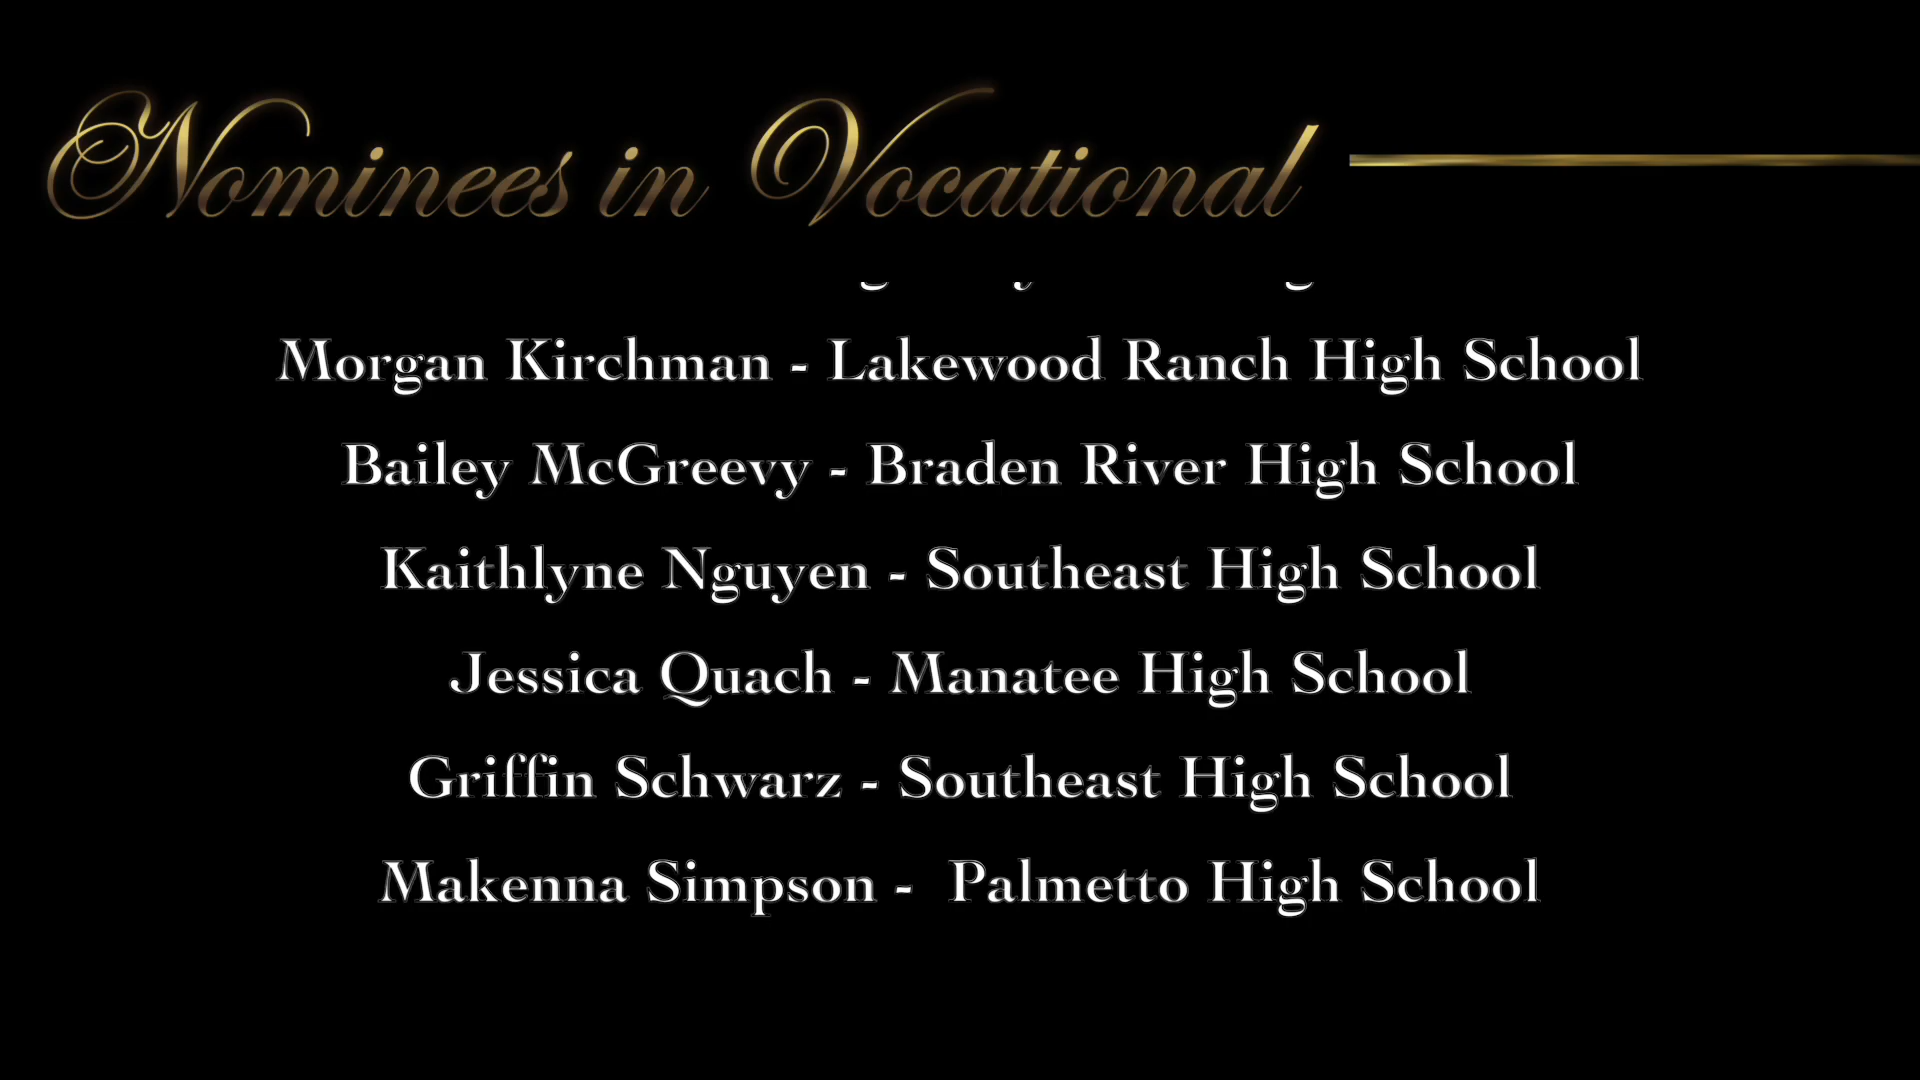 Nominees in Vocational
Morgan Kirchman - Lakewood Ranch High School
Bailey McGreevy - Braden River High School
Kaithlyne Nguyen - Southeast High School
Jessica Quach - Manatee High School
Griffin Schwarz - Southeast High School
Makenna Simpson -  Palmetto High School